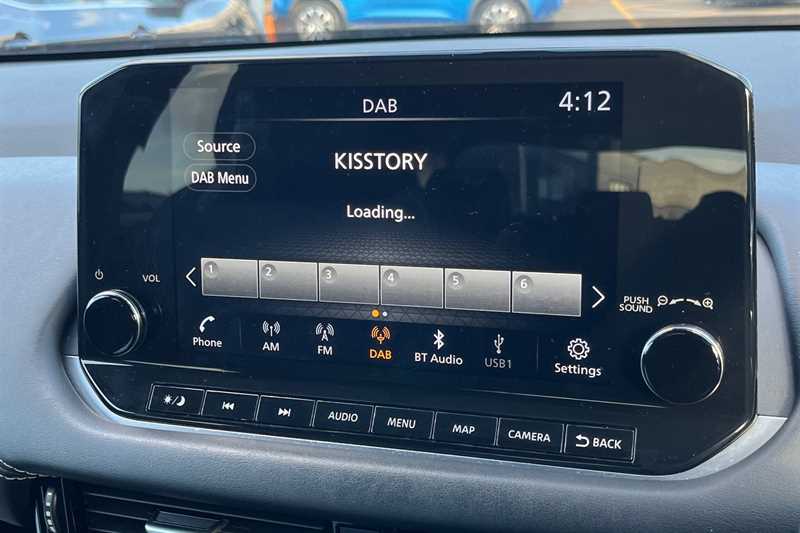 DAB
4:12
Source
DAB Menu
KISSTORY
Loading...
1 2 3 4 5 6
VOL
PUSH
SOUND
Phone
AM
FM
DAB
BT Audio
USB1
Settings
AUDIO
MENU
MAP
CAMERA
BACK